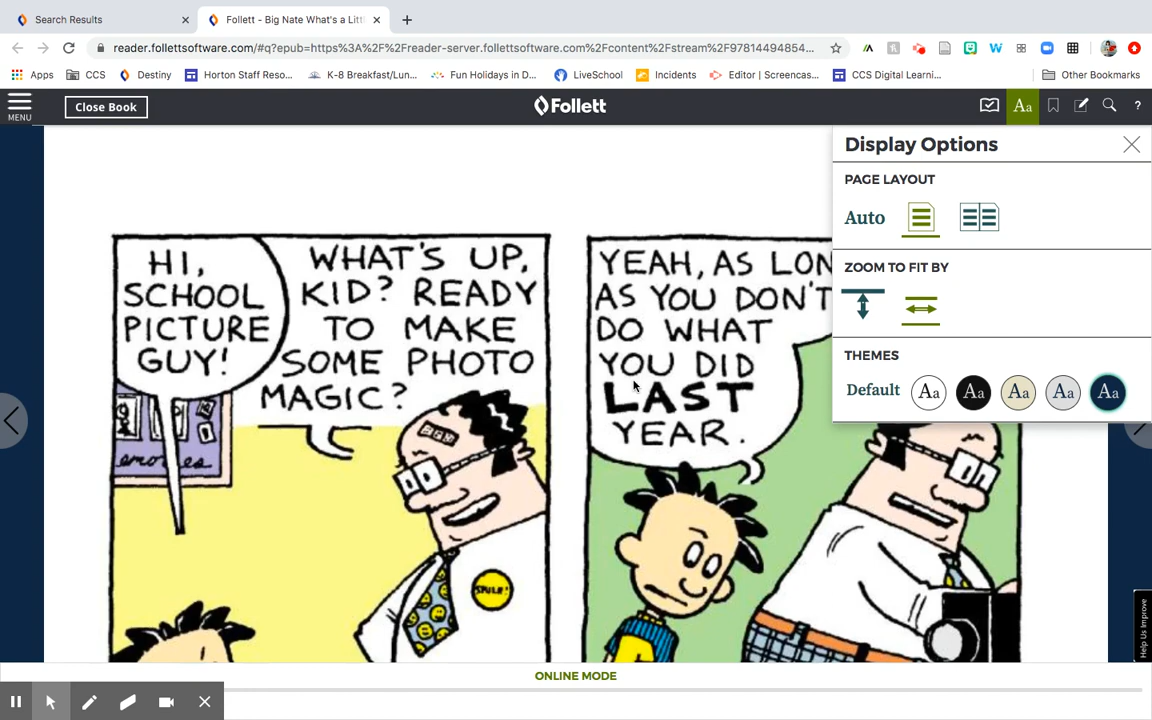 Search Results
Follett - Big Nate What's a Litt
reader.follettsoftware.com/#q?epub=https%3A%2F%2Freader-server.follettsoftware.com%2Fcontent%2Fstream%2F97814494854...
Apps CCS Destiny Horton Staff Reso... K-8 Breakfast/Lun... Fun Holidays in D... LiveSchool Incidents Editor | Screencas... CCS Digital Learni... Other Bookmarks
MENU
Close Book
Follett
Aa
?
Display Options
PAGE LAYOUT
Auto
ZOOM TO FIT BY
THEMES
Default Aa Aa Aa Aa Aa
HI,
SCHOOL
PICTURE
GUY!
WHAT'S UP,
KID? READY
TO MAKE
SOME PHOTO
MAGIC?
emories
SMILE!
YEAH, AS LON
AS YOU DON'T
DO WHAT
YOU DID
LAST
YEAR.
Help Us Improve
ONLINE MODE